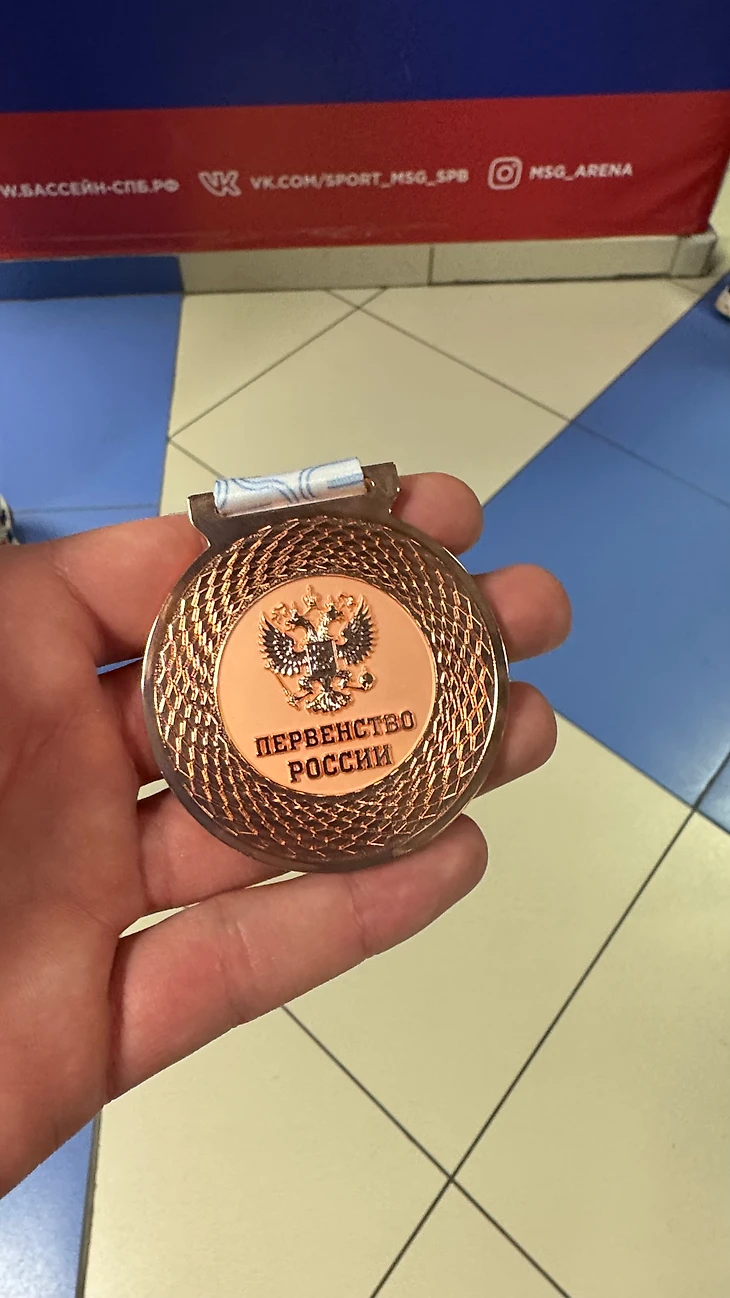 W.БАССЕЙН-СПБ.РФ VK.COM/SPORT_MSG_SPB MSG_ARENA
ПЕРВЕНСТВО
РОССИИ